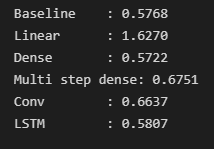 Baseline    : 0.5768
Linear      : 1.6270
Dense       : 0.5722
Multi step dense: 0.6751
Conv        : 0.6637
LSTM        : 0.5807